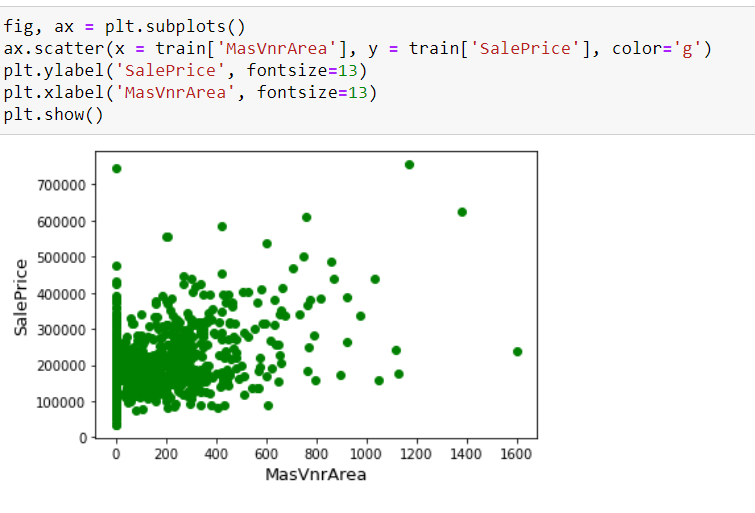 fig, ax = plt.subplots()
ax.scatter(x = train['MasVnrArea'], y = train['SalePrice'], color='g')
plt.ylabel('SalePrice', fontsize=13)
plt.xlabel('MasVnrArea', fontsize=13)
plt.show()
700000
600000
500000
400000
300000
200000
100000
0
SalePrice
0 200 400 600 800 1000 1200 1400 1600
MasVnrArea